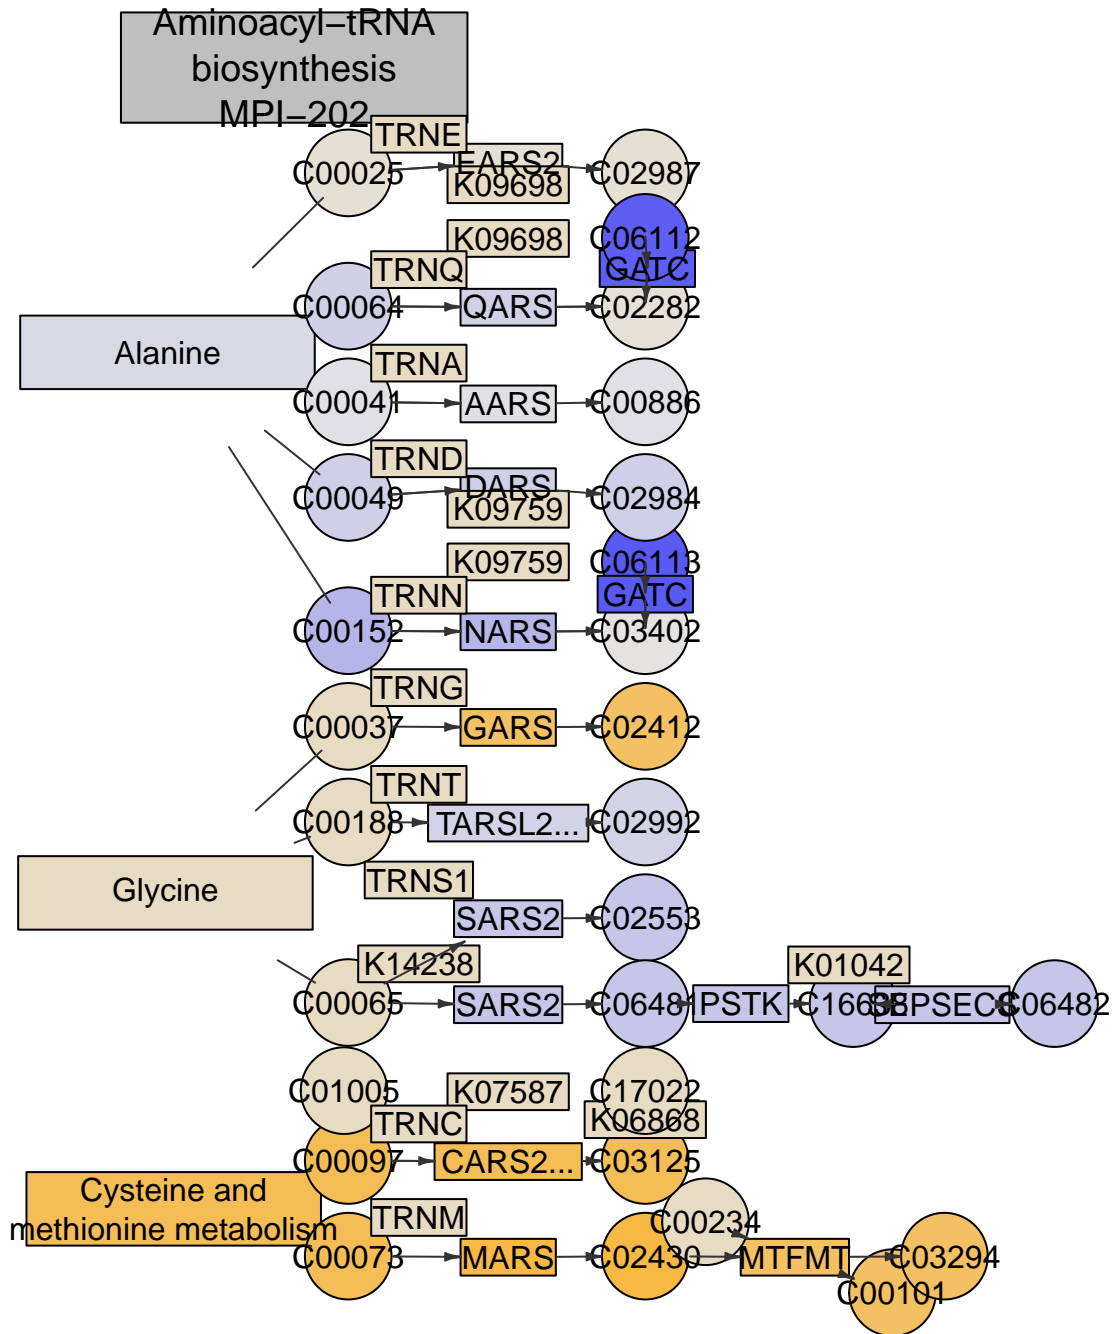 Aminoacyl−tRNA
biosynthesis
MPI−202
TRNE
C00025
EARS2
C02987
K09698
K09698
C06112
TRNQ
GATC
C00064
QARS
C02282
Alanine
TRNA
C00041
AARS
C00886
TRND
C00049
DARS
C02984
K09759
K09759
C06113
TRNN
GATC
C00152
NARS
C03402
TRNG
C00037
GARS
C02412
TRNT
C00188
TARSL2...
C02992
Glycine
TRNS1
SARS2
C02553
K14238
K01042
C00065
SARS2
C06481
PSTK
C16638
SEPSECS
C06482
C01005
K07587
C17022
TRNC
K06868
C00097
CARS2...
C03125
Cysteine and
methionine metabolism
TRNM
C00234
C00073
MARS
C02430
MTFMT
C03294
C00101